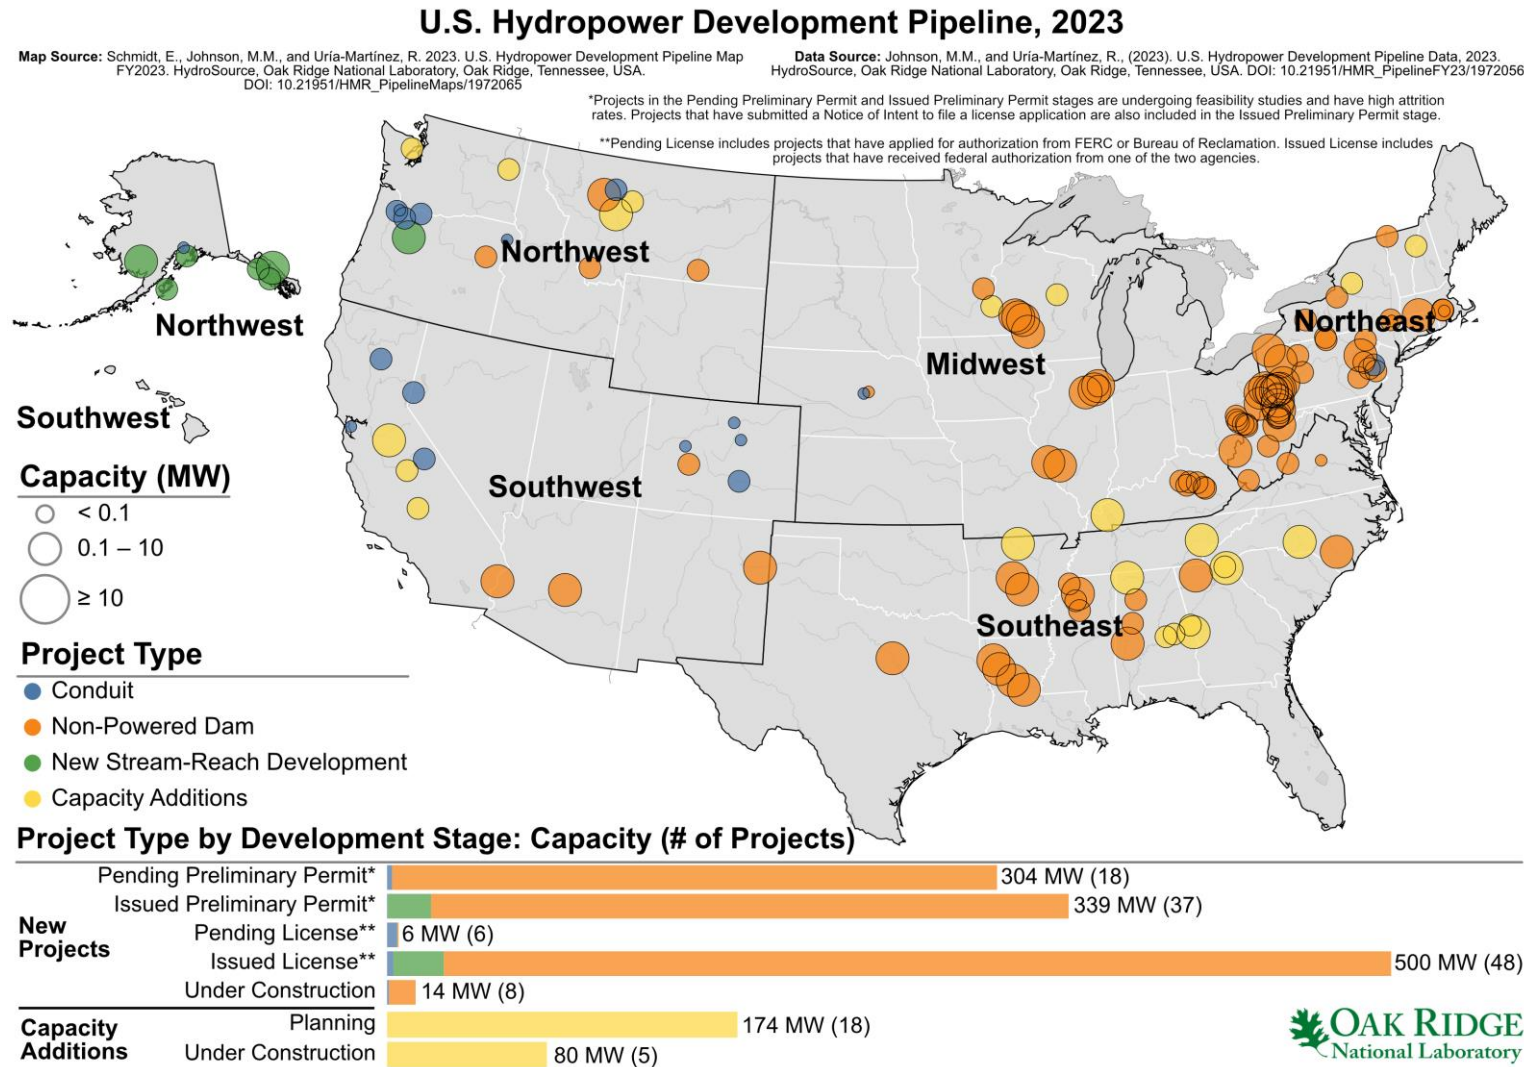 U.S. Hydropower Development Pipeline, 2023
Map Source: Schmidt, E., Johnson, M.M., and Uría-Martínez, R. 2023. U.S. Hydropower Development Pipeline Map
FY2023. HydroSource, Oak Ridge National Laboratory, Oak Ridge, Tennessee, USA.
DOI: 10.21951/HMR_PipelineMaps/1972065
Data Source: Johnson, M.M., and Uría-Martínez, R., (2023). U.S. Hydropower Development Pipeline Data, 2023.
HydroSource, Oak Ridge National Laboratory, Oak Ridge, Tennessee, USA. DOI: 10.21951/HMR_PipelineFY23/1972056
*Projects in the Pending Preliminary Permit and Issued Preliminary Permit stages are undergoing feasibility studies and have high attrition
rates. Projects that have submitted a Notice of Intent to file a license application are also included in the Issued Preliminary Permit stage.
**Pending License includes projects that have applied for authorization from FERC or Bureau of Reclamation. Issued License includes
projects that have received federal authorization from one of the two agencies.
Northwest
Northwest
Northeast
Midwest
Southwest
Southwest
Southeast
Capacity (MW)
< 0.1
0.1 – 10
≥ 10
Project Type
Conduit
Non-Powered Dam
New Stream-Reach Development
Capacity Additions
Project Type by Development Stage: Capacity (# of Projects)
New
Projects
Pending Preliminary Permit* 304 MW (18)
Issued Preliminary Permit* 339 MW (37)
Pending License** 6 MW (6)
Issued License** 500 MW (48)
Under Construction 14 MW (8)
Capacity
Additions
Planning 174 MW (18)
Under Construction 80 MW (5)
OAK RIDGE
National Laboratory